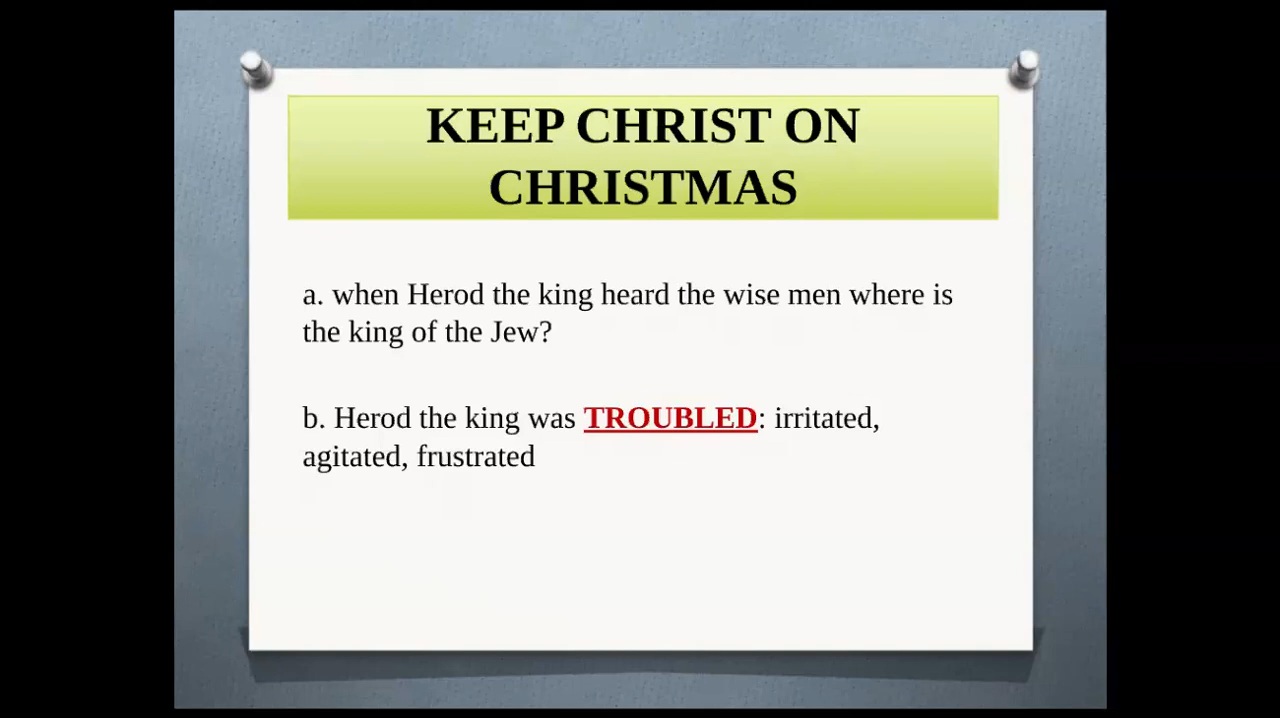 KEEP CHRIST ON
CHRISTMAS
a. when Herod the king heard the wise men where is
the king of the Jew?
b. Herod the king was TROUBLED: irritated,
agitated, frustrated